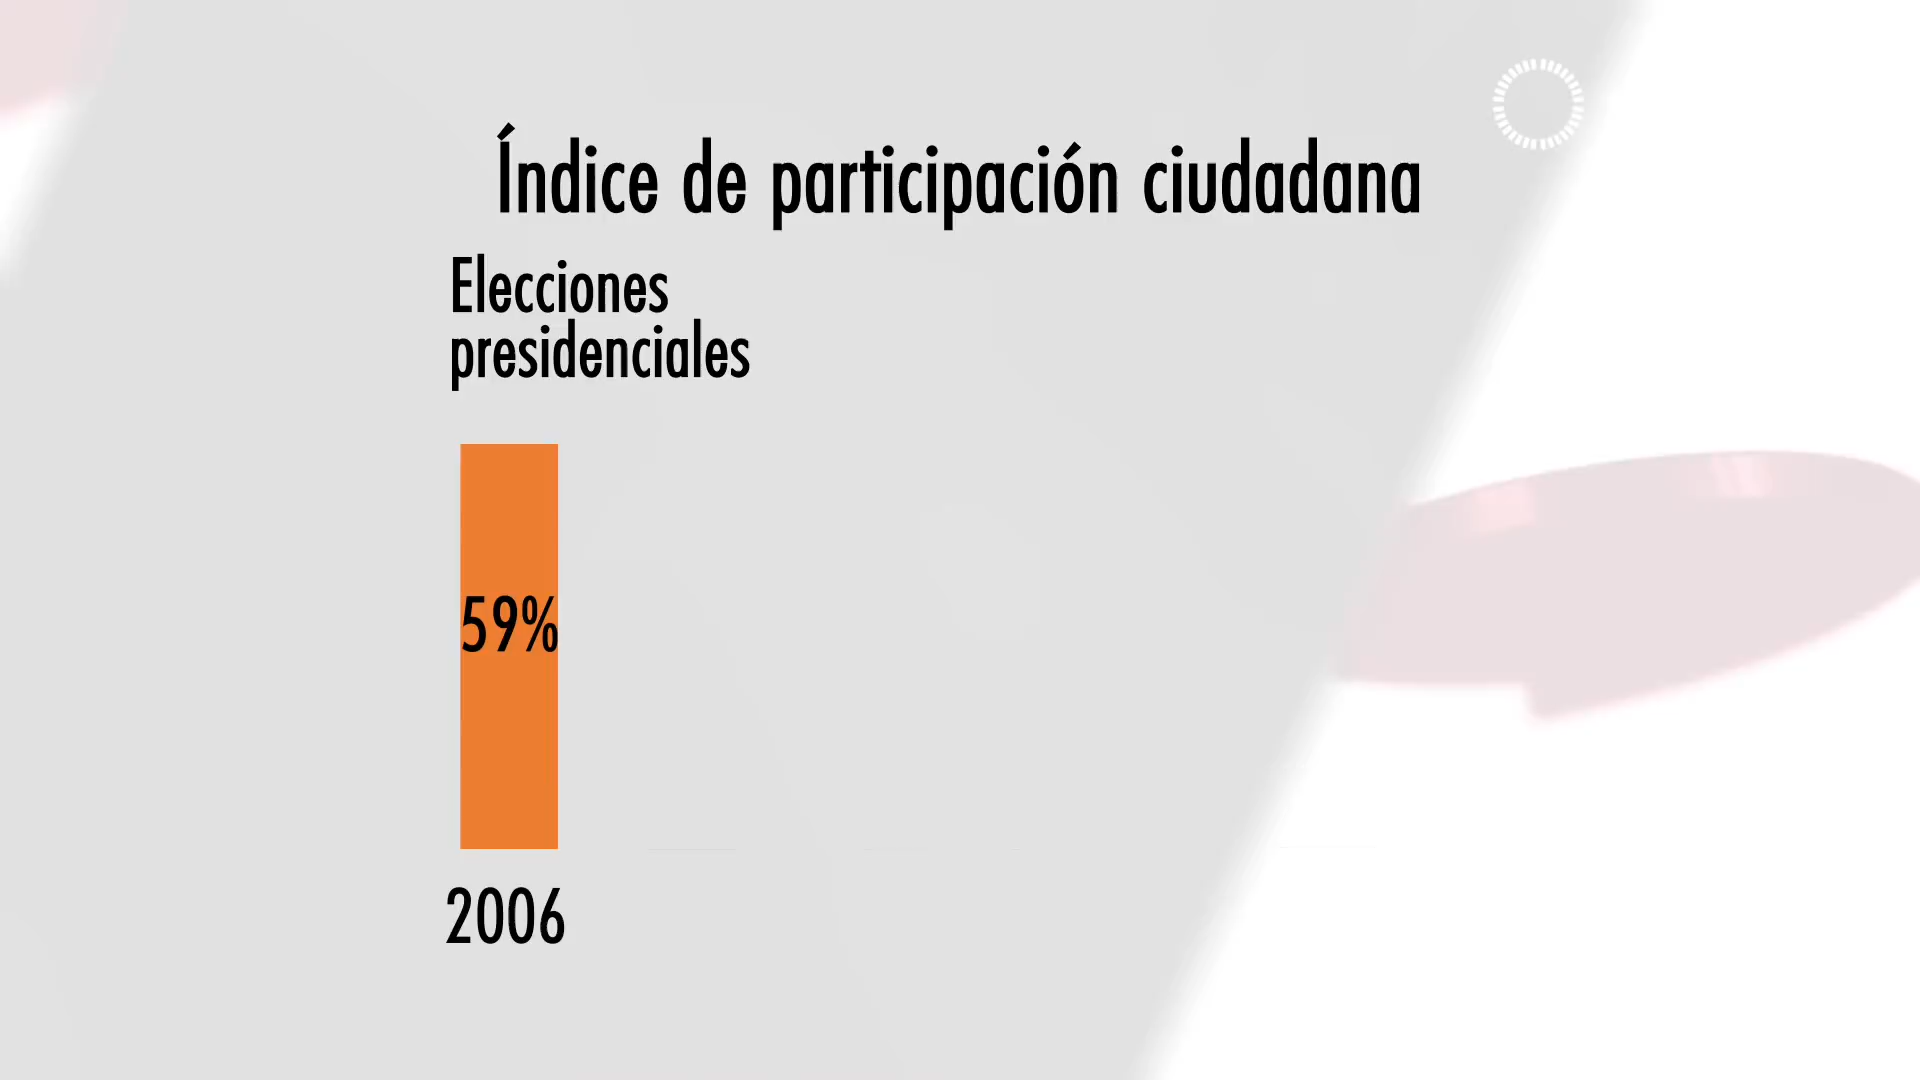 Índice de participación ciudadana
Elecciones
presidenciales
59%
2006